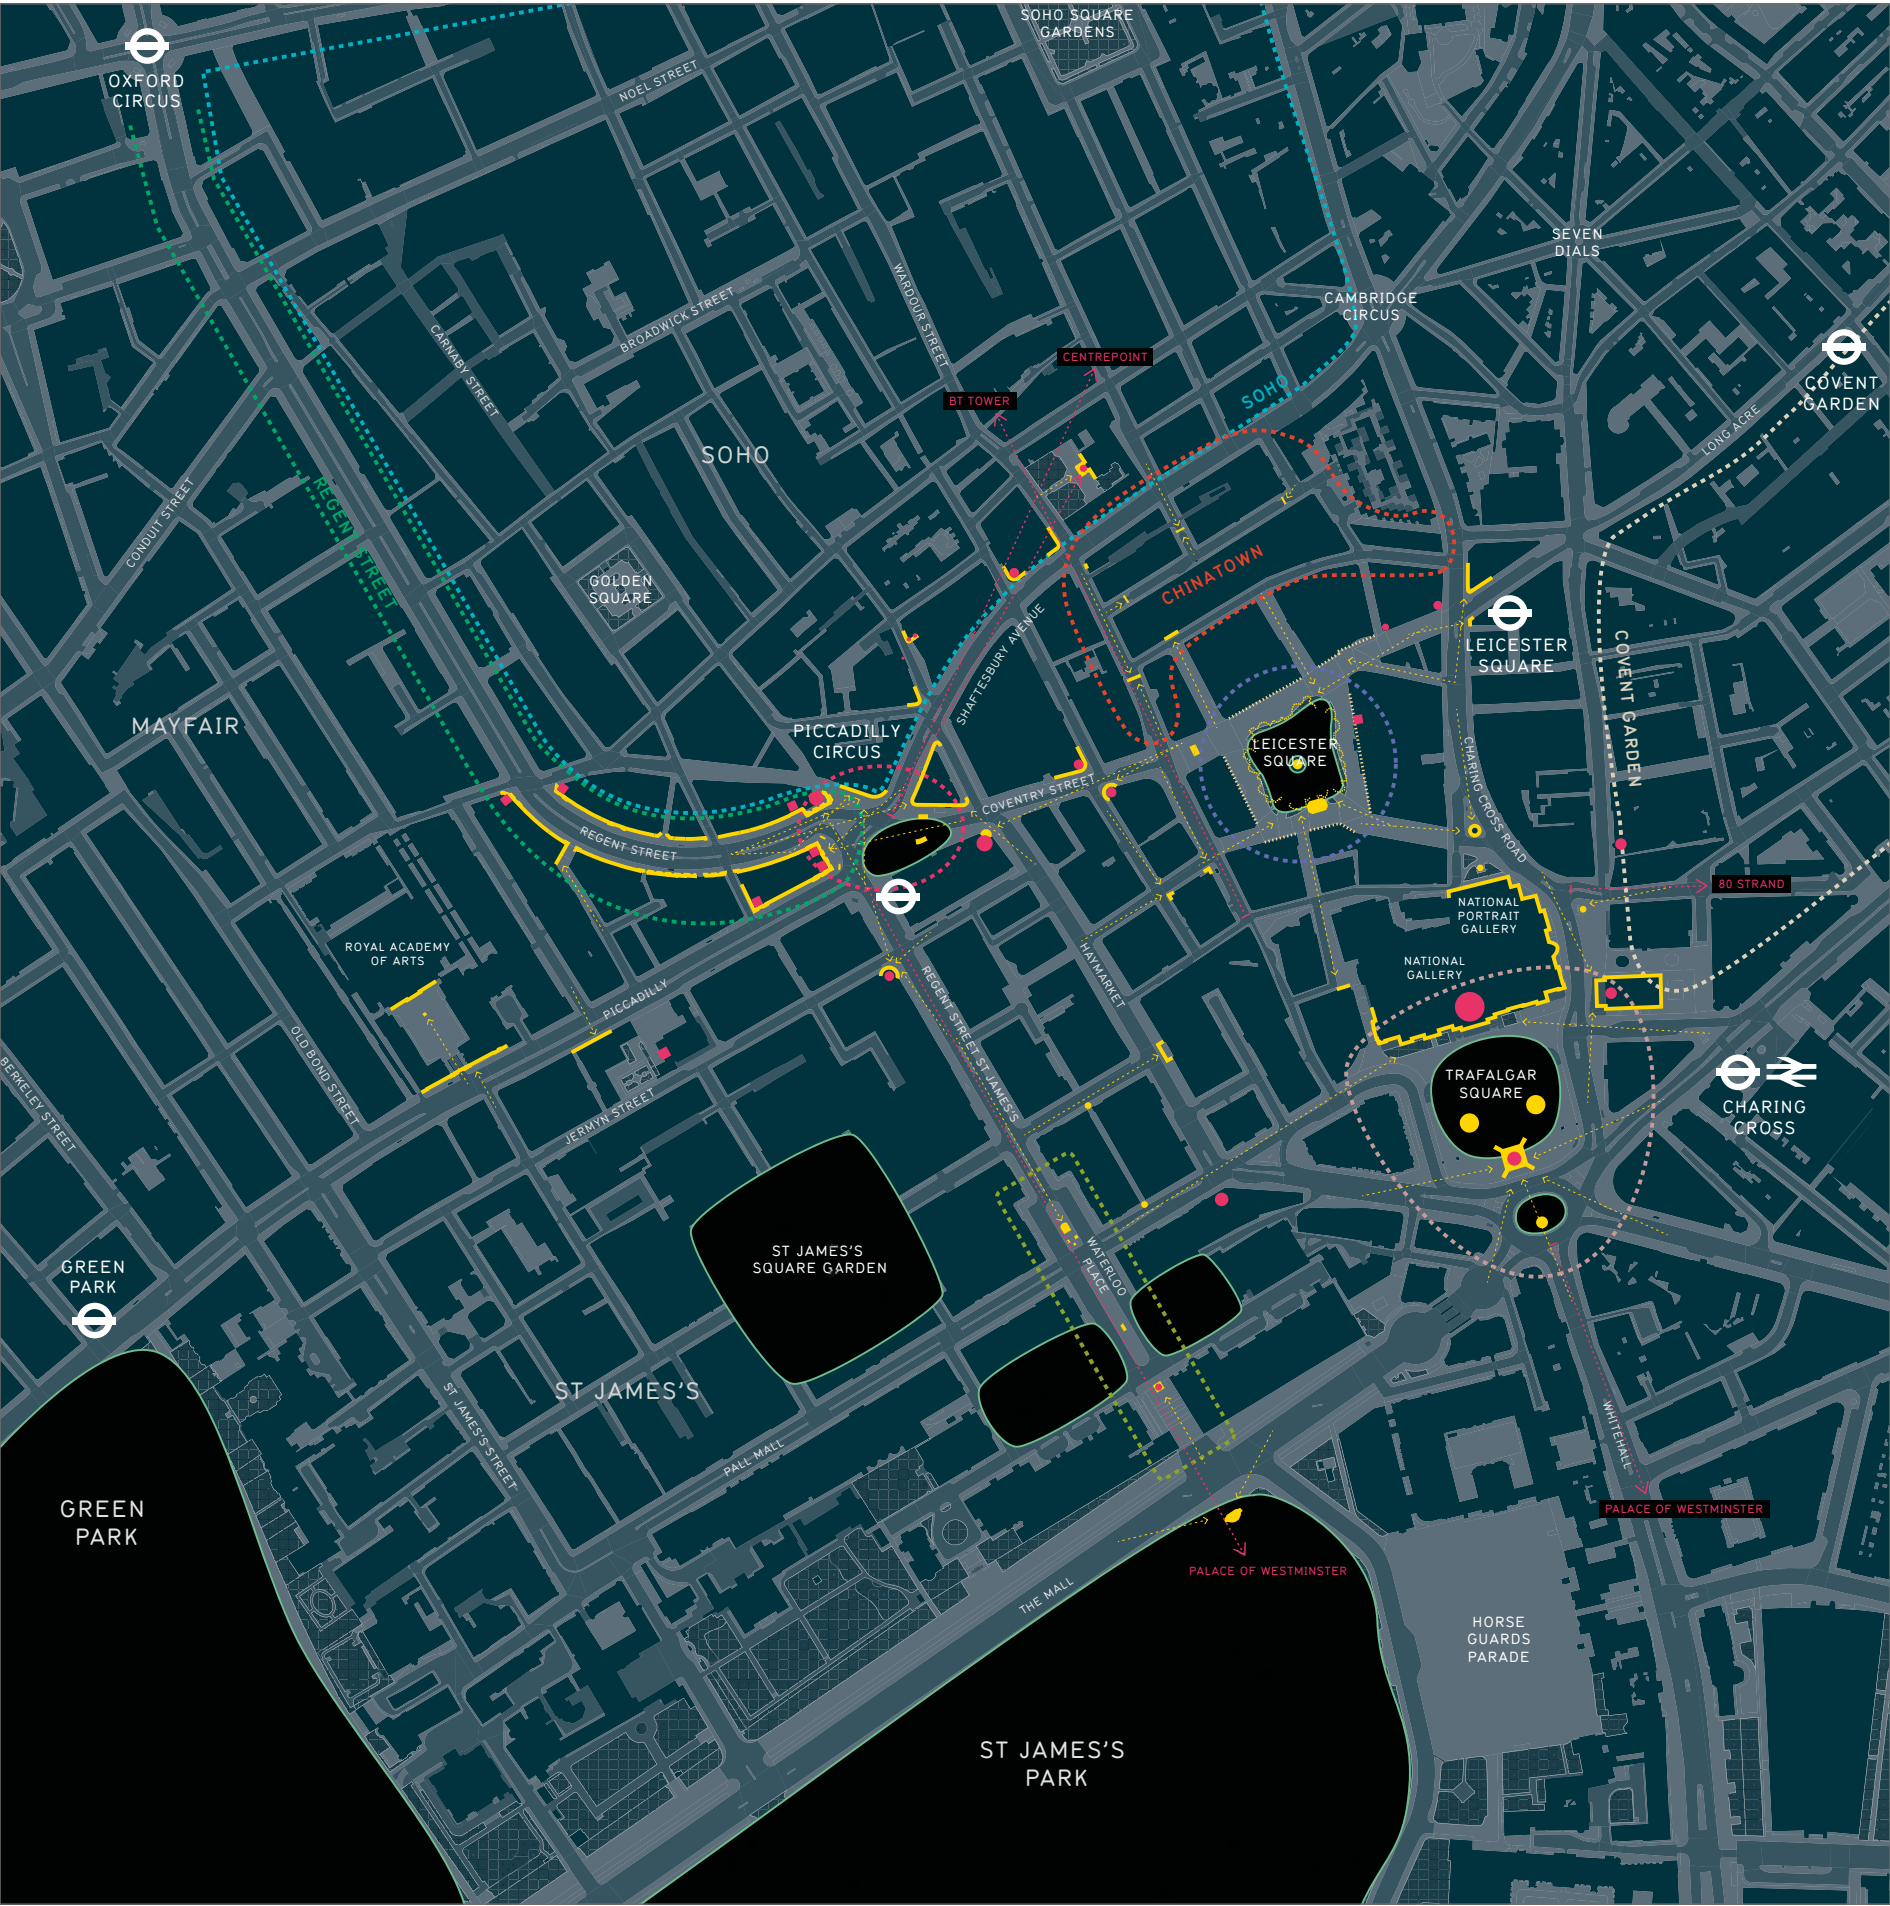 SOHO SQUARE
GARDENS
OXFORD
CIRCUS
NOEL STREET
SEVEN
DIALS
CAMBRIDGE
CIRCUS
WARDOUR STREET
BROADWICK STREET
CARNABY STREET
CENTREPOINT
BT TOWER
COVENT
GARDEN
LONG ACRE
SOHO
SOHO
CONDUIT STREET
REGENT STREET
GOLDEN
SQUARE
CHINATOWN
LEICESTER
SQUARE
COVENT GARDEN
SHAFTESBURY AVENUE
MAYFAIR
PICCADILLY
CIRCUS
LEICESTER
SQUARE
COVENTRY STREET
CHARING CROSS ROAD
REGENT STREET
80 STRAND
NATIONAL
PORTRAIT
GALLERY
NATIONAL
GALLERY
ROYAL ACADEMY
OF ARTS
PICCADILLY
HAYMARKET
REGENT STREET ST JAMES'S
OLD BOND STREET
BERKELEY STREET
JERMYN STREET
TRAFALGAR
SQUARE
CHARING
CROSS
ST JAMES'S
SQUARE GARDEN
WATERLOO
PLACE
GREEN
PARK
ST JAMES'S
ST JAMES'S STREET
PALL MALL
WHITEHALL
GREEN
PARK
PALACE OF WESTMINSTER
PALACE OF WESTMINSTER
THE MALL
HORSE
GUARDS
PARADE
ST JAMES'S
PARK